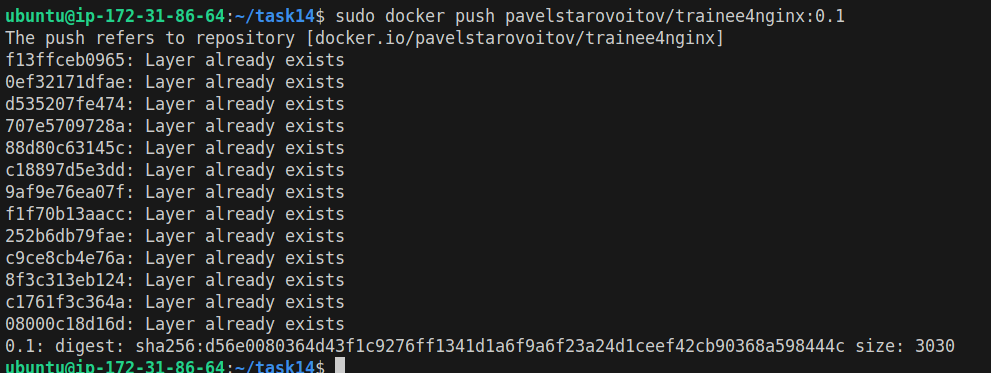 ubuntu@ip-172-31-86-64:~/task14$ sudo docker push pavelstarovoitov/trainee4nginx:0.1
The push refers to repository [docker.io/pavelstarovoitov/trainee4nginx]
f13ffceb0965: Layer already exists
0ef32171dfae: Layer already exists
d535207fe474: Layer already exists
707e5709728a: Layer already exists
88d80c63145c: Layer already exists
c18897d5e3dd: Layer already exists
9af9e76ea07f: Layer already exists
f1f70b13aacc: Layer already exists
252b6db79fae: Layer already exists
c9ce8cb4e76a: Layer already exists
8f3c313eb124: Layer already exists
c1761f3c364a: Layer already exists
08000c18d16d: Layer already exists
0.1: digest: sha256:d56e0080364d43f1c9276ff1341d1a6f9a6f23a24d1ceef42cb90368a598444c size: 3030
ubuntu@ip-172-31-86-64:~/task14$